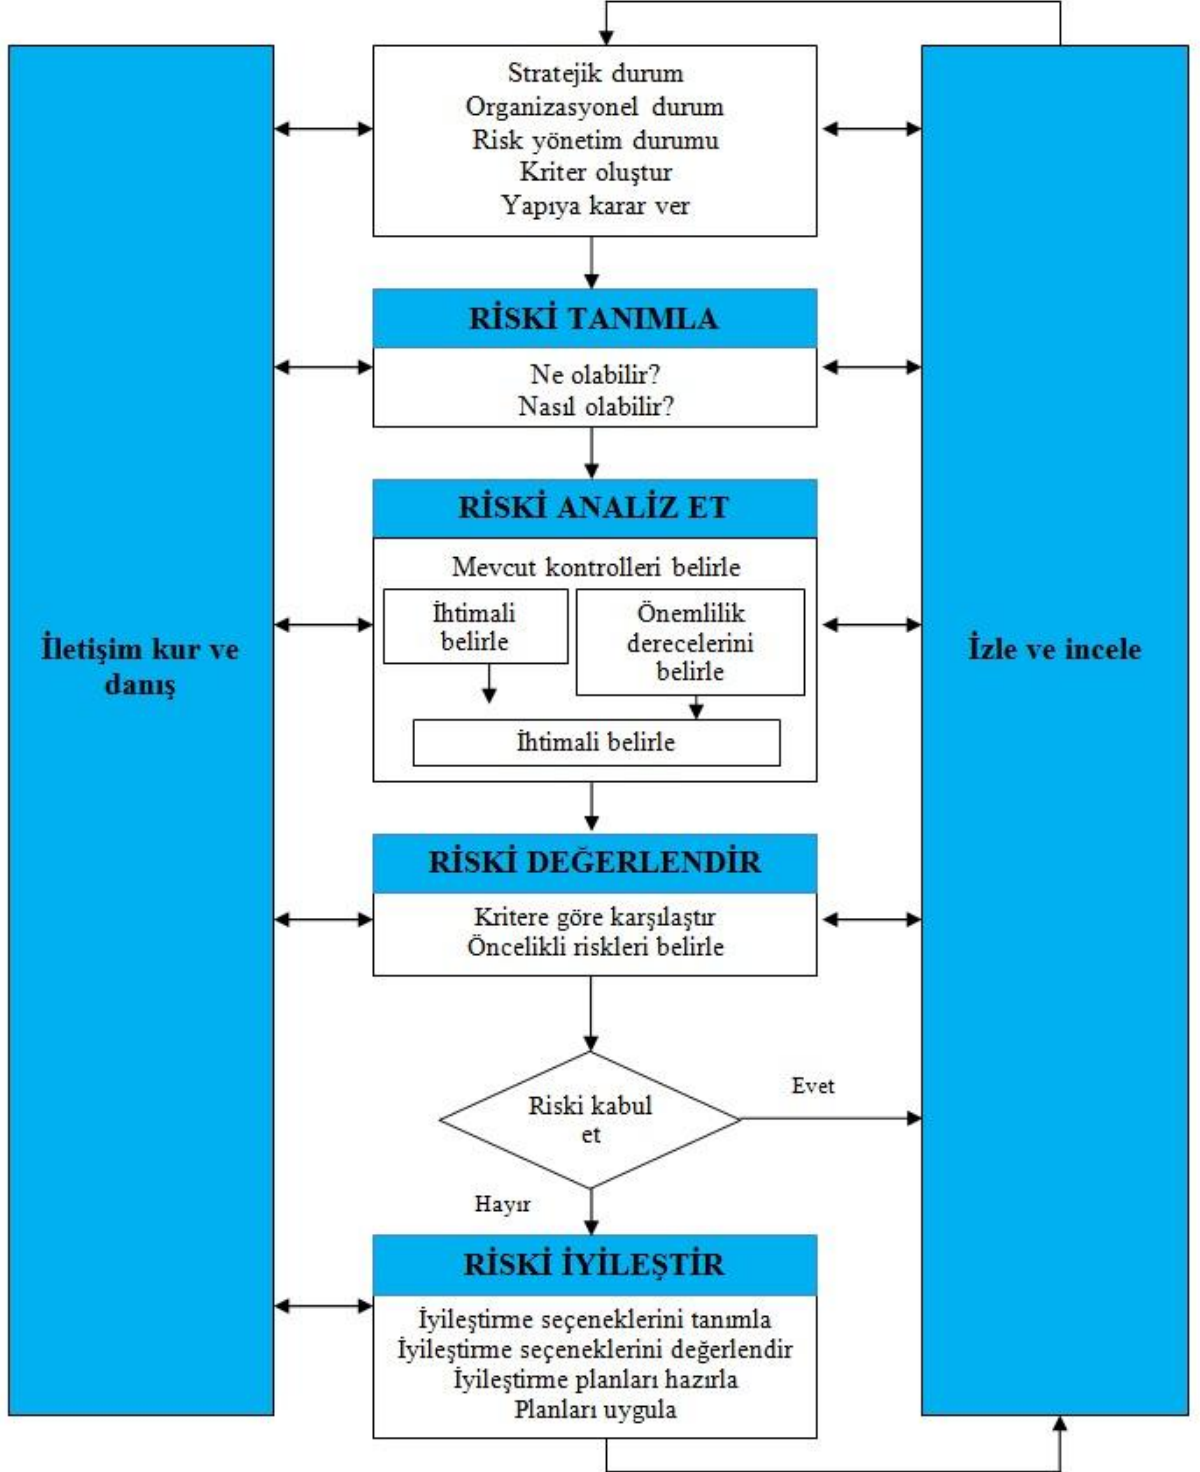 Stratejik durum
Organizasyonel durum
Risk yönetim durumu
Kriter oluştur
Yapıya karar ver
RİSKİ TANIMLA
Ne olabilir?
Nasıl olabilir?
RİSKİ ANALİZ ET
Mevcut kontrolleri belirle
İhtimali
belirle
Önemlilik
derecelerini
belirle
İhtimali belirle
İletişim kur ve
danış
İzle ve incele
RİSKİ DEĞERLENDİR
Kritere göre karşılaştır
Öncelikli riskleri belirle
Riski kabul
et
Evet
Hayır
RİSKİ İYİLEŞTİR
İyileştirme seçeneklerini tanımla
İyileştirme seçeneklerini değerlendir
İyileştirme planları hazırla
Planları uygula